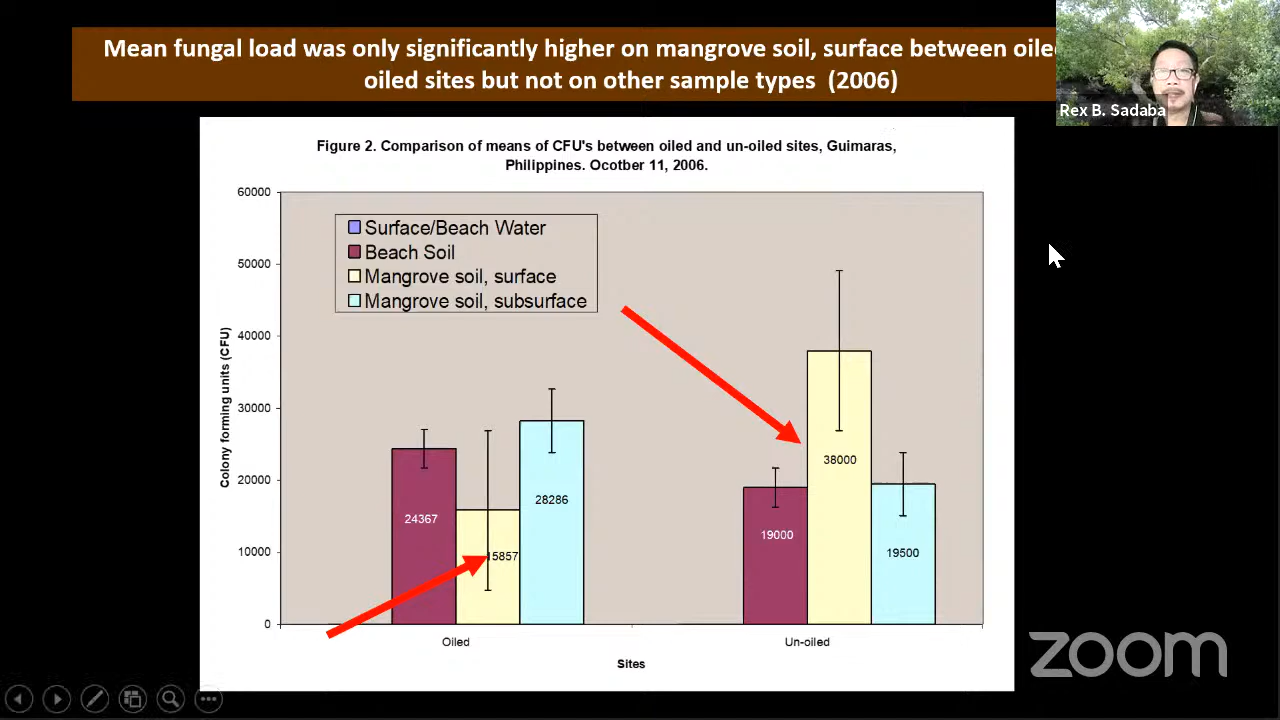 Mean fungal load was only significantly higher on mangrove soil, surface between
oiled sites but not on other sample types (2006)
Rex B. Sadaba
Figure 2. Comparison of means of CFU's between oiled and un-oiled sites, Guimaras,
Philippines. Ocotber 11, 2006.
60000
50000
40000
30000
20000
10000
0
Colony forming units (CFU)
Surface/Beach Water
Beach Soil
Mangrove soil, surface
Mangrove soil, subsurface
24367
15857
28286
19000
38000
19500
Oiled
Un-oiled
Sites
zoom